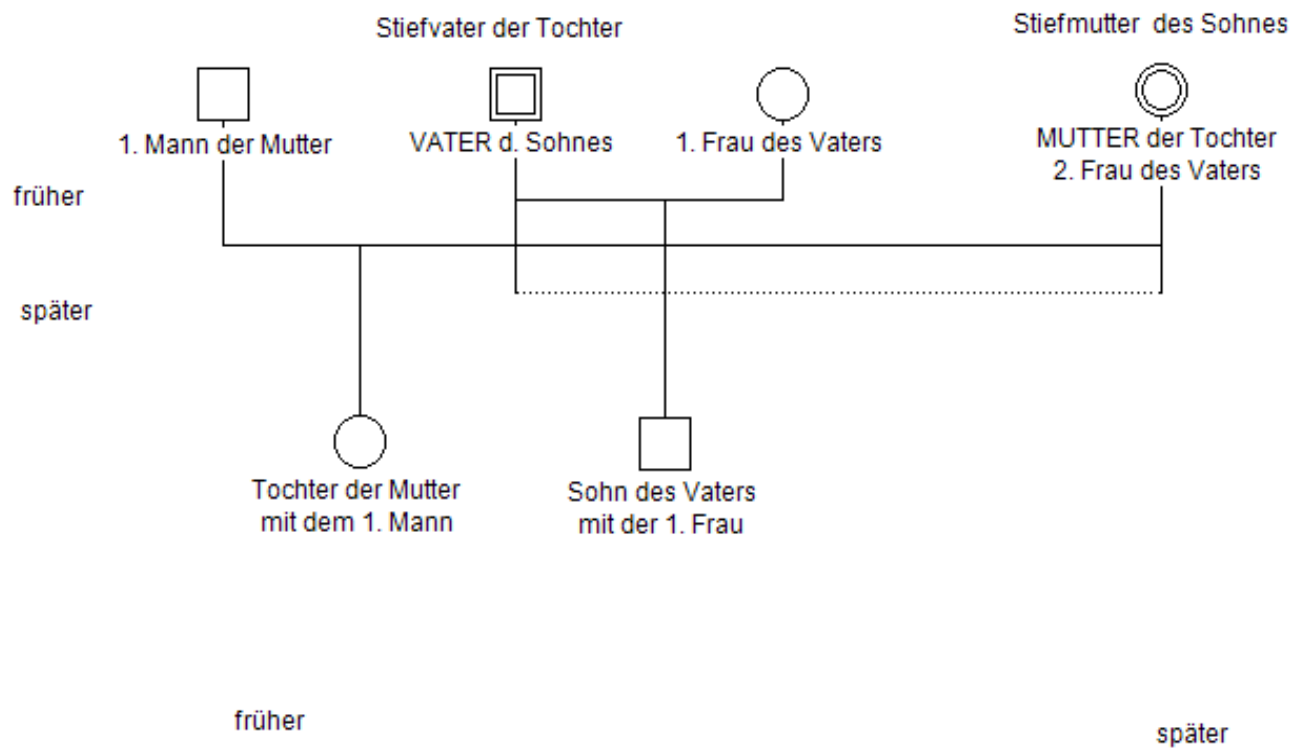 Stiefvater der Tochter
Stiefmutter des Sohnes
1. Mann der Mutter
VATER d. Sohnes
1. Frau des Vaters
MUTTER der Tochter
2. Frau des Vaters
früher
später
Tochter der Mutter
mit dem 1. Mann
Sohn des Vaters
mit der 1. Frau
früher
später